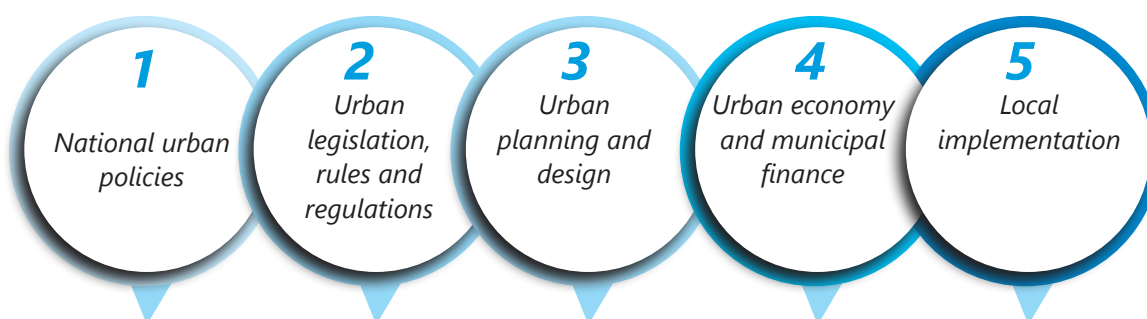 1
National urban
policies
2
Urban
legislation,
rules and
regulations
3
Urban
planning and
design
4
Urban economy
and municipal
finance
5
Local
implementation